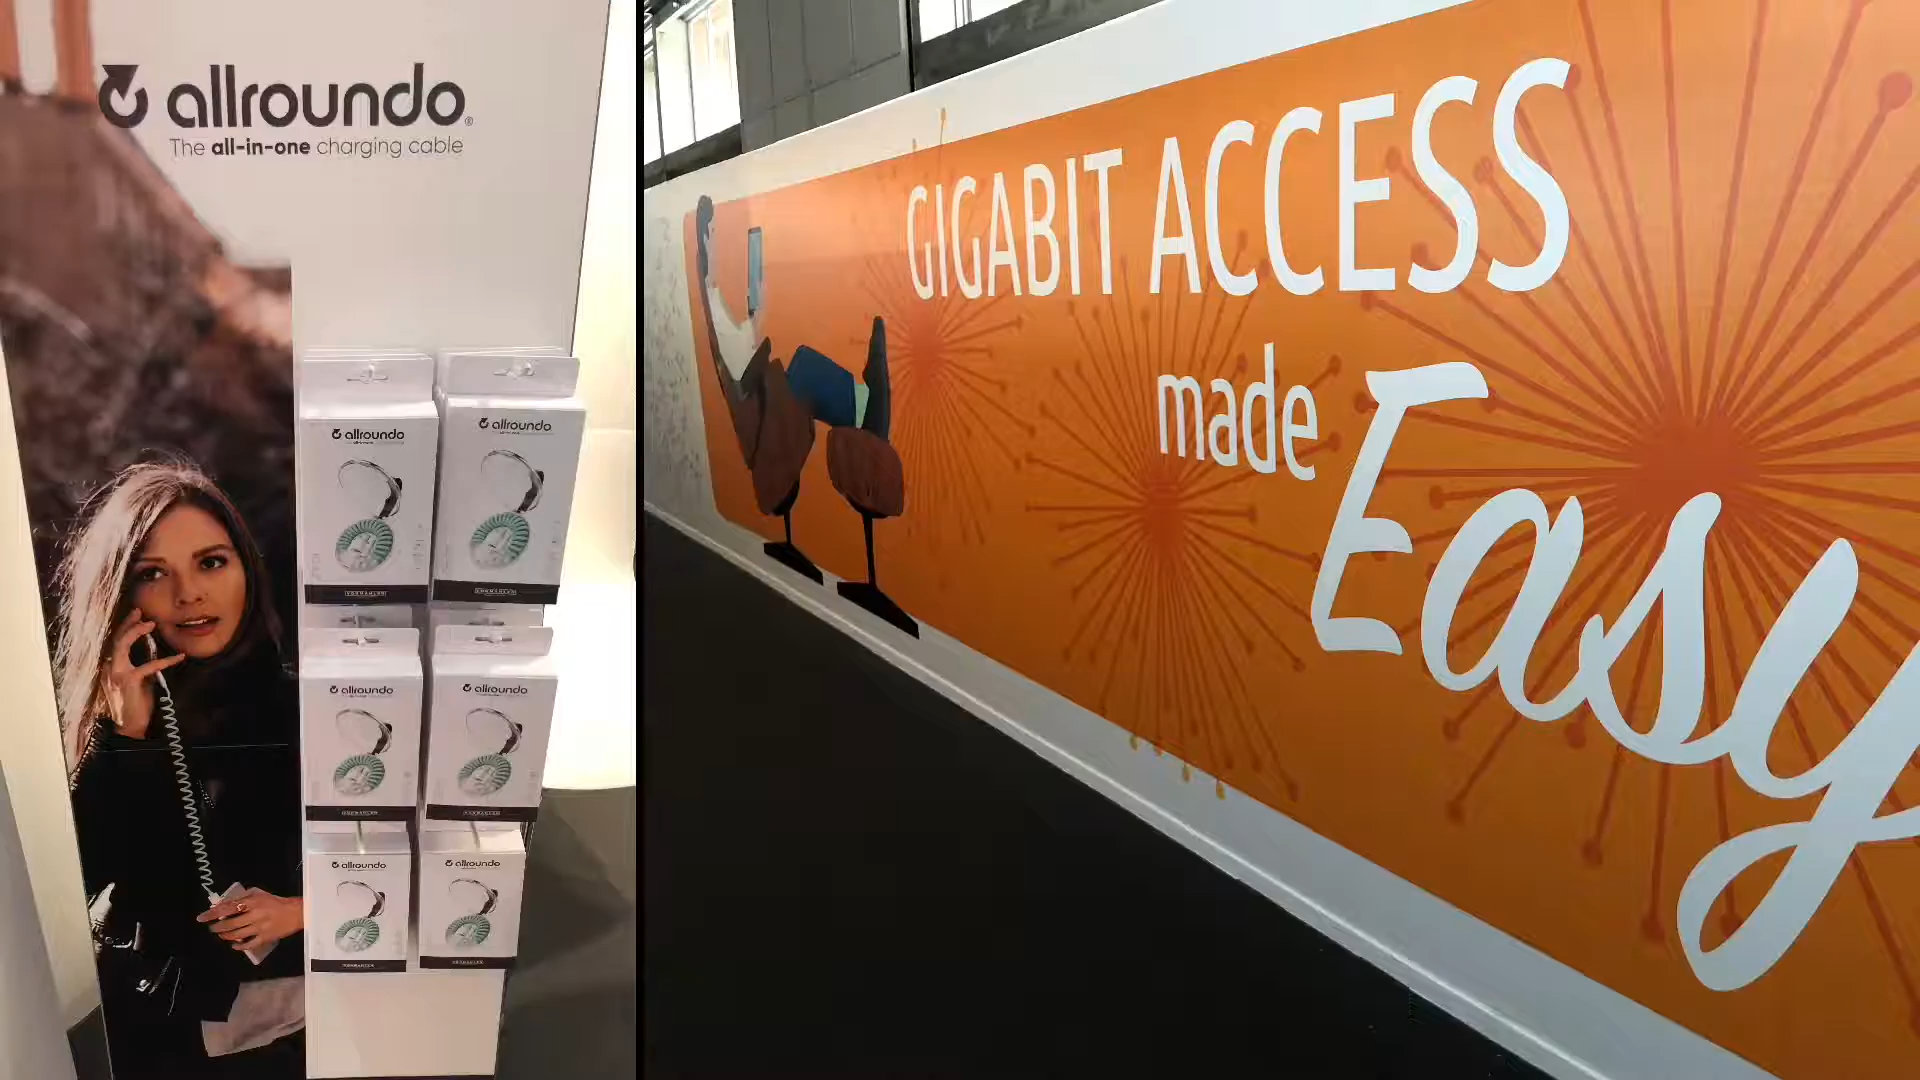 allroundo®
The all-in-one charging cable
allroundo
allroundo
allroundo
allroundo
allroundo
allroundo
GIGABIT ACCESS
made Easy